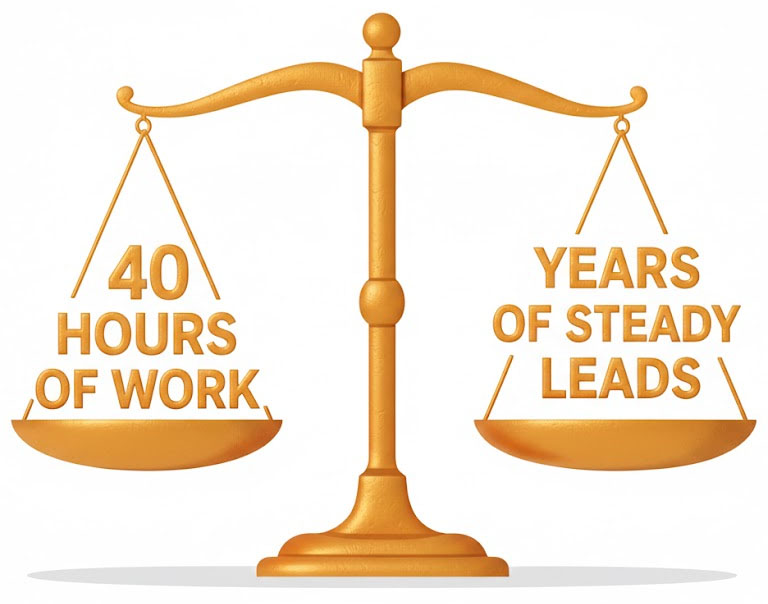 40
HOURS
OF WORK
YEARS
OF STEADY
LEADS